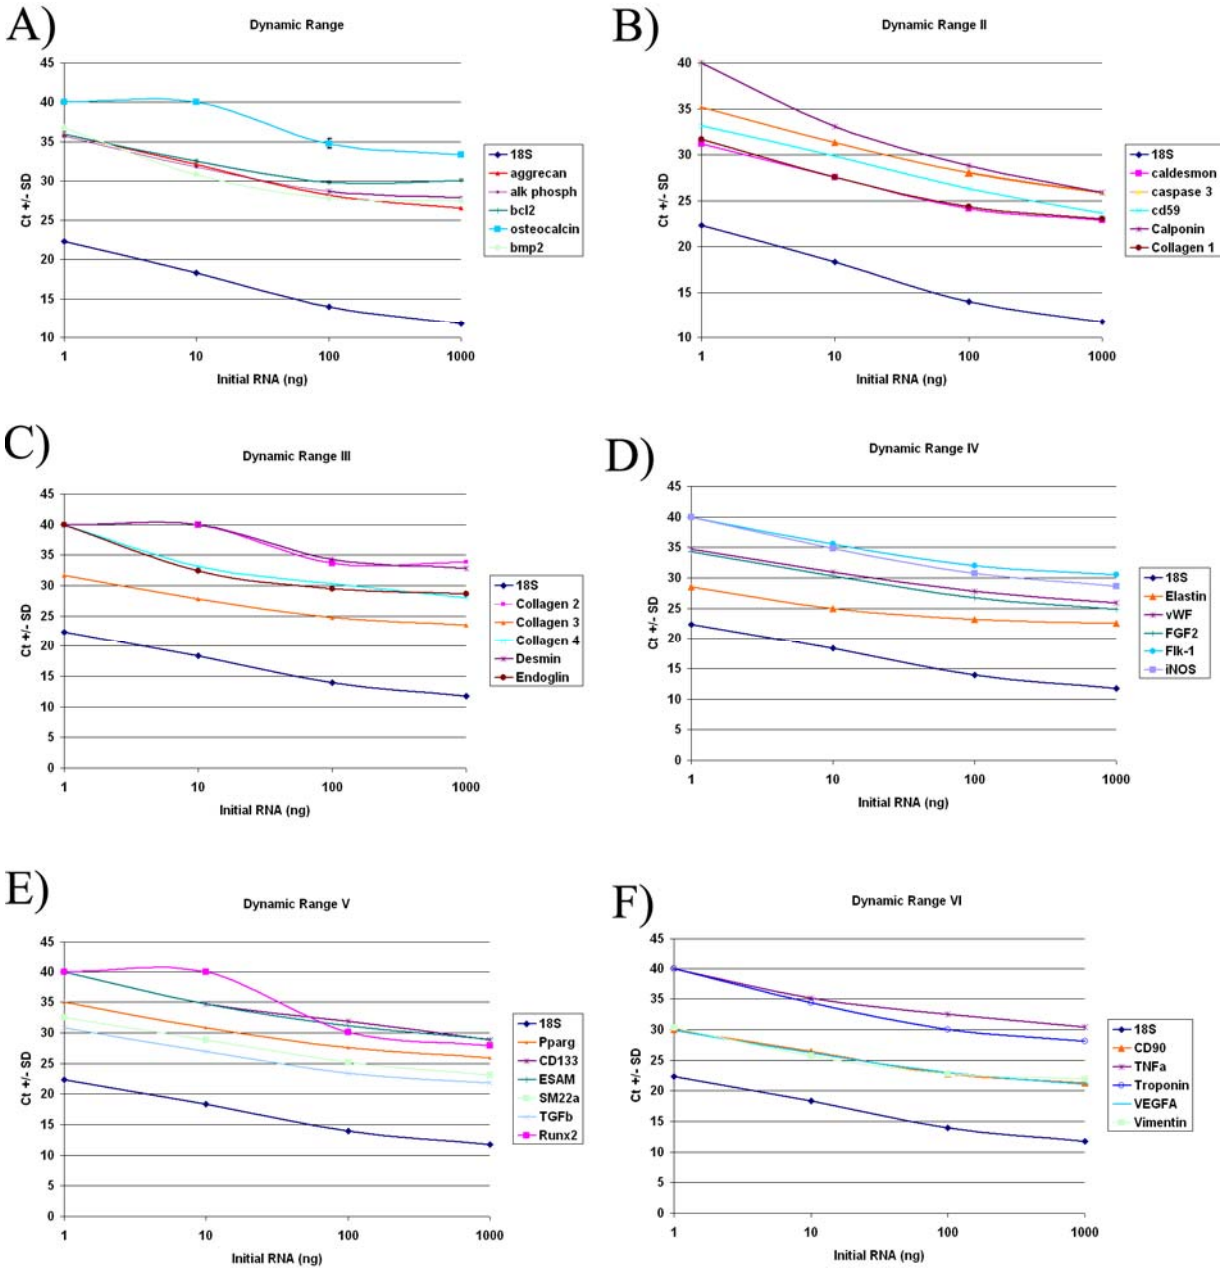 A)
Dynamic Range
45
40
35
30
25
20
15
10
1 10 100 1000
Ct +/- SD
Initial RNA (ng)
18S
aggrecan
alk phosph
bcl2
osteocalcin
bmp2
B)
Dynamic Range II
40
35
30
25
20
15
10
1 10 100 1000
Ct +/- SD
Initial RNA (ng)
18S
caldesmon
caspase 3
cd59
Calponin
Collagen 1
C)
Dynamic Range III
45
40
35
30
25
20
15
10
5
0
1 10 100 1000
Ct +/- SD
Initial RNA (ng)
18S
Collagen 2
Collagen 3
Collagen 4
Desmin
Endoglin
D)
Dynamic Range IV
45
40
35
30
25
20
15
10
5
0
1 10 100 1000
Ct +/- SD
Initial RNA (ng)
18S
Elastin
vWF
FGF2
Flk-1
iNOS
E)
Dynamic Range V
45
40
35
30
25
20
15
10
5
0
1 10 100 1000
Ct +/- SD
Initial RNA (ng)
18S
Pparg
CD133
ESAM
SM22a
TGFb
Runx2
F)
Dynamic Range VI
45
40
35
30
25
20
15
10
5
0
1 10 100 1000
Ct +/- SD
Initial RNA (ng)
18S
CD90
TNFa
Troponin
VEGFA
Vimentin